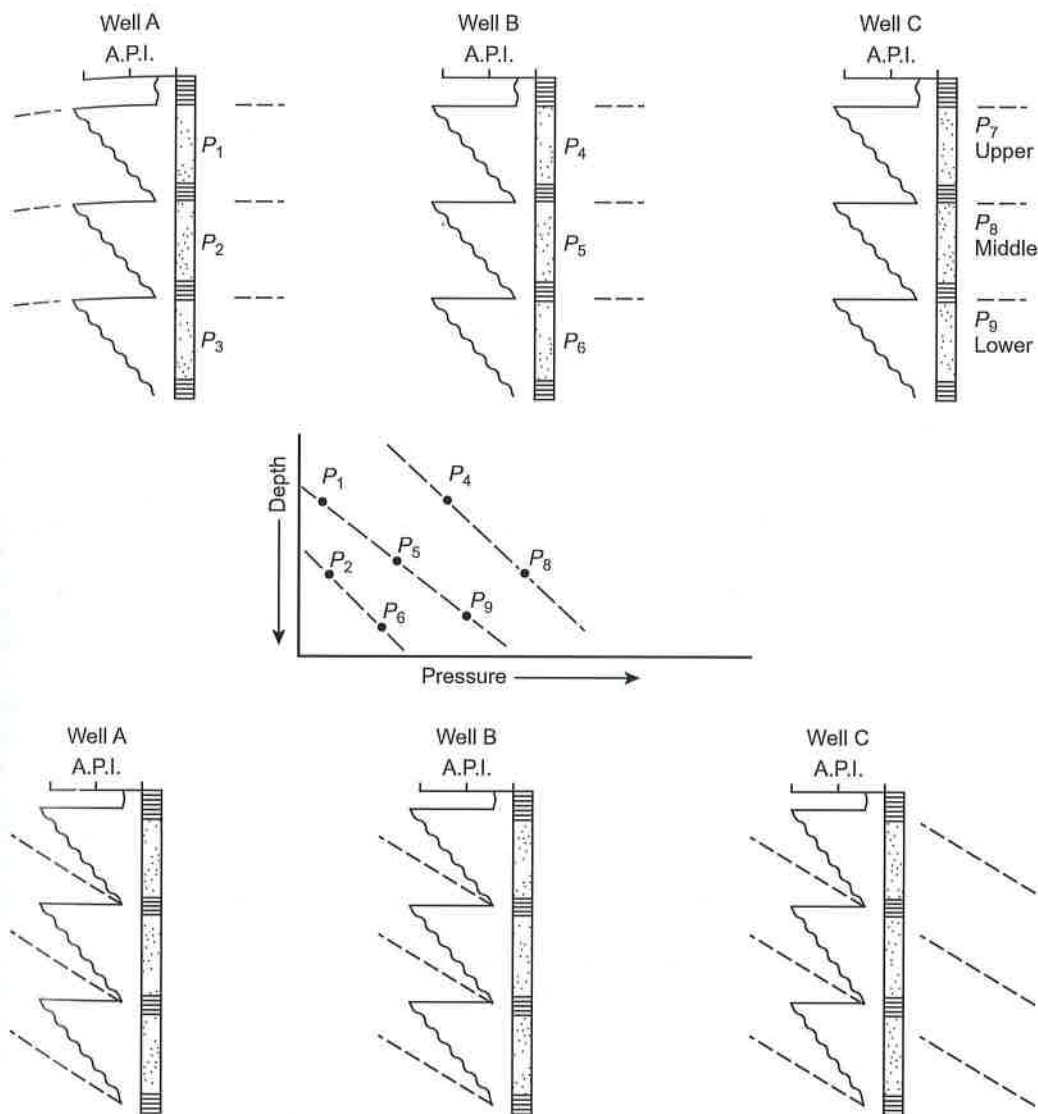 Well A Well B Well C
A.P.I. A.P.I. A.P.I.
P1 P4 P7
Upper
P2 P5 P8
Middle
P3 P6 P9
Lower
Depth
P1 P4
P2 P5 P8
P6 P9
Pressure
Well A Well B Well C
A.P.I. A.P.I. A.P.I.